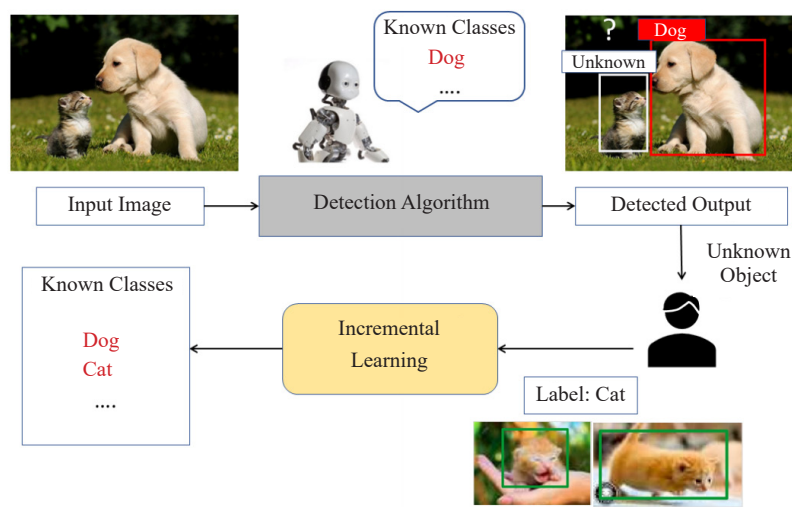 Known Classes
Dog
....
?
Dog
Unknown
Input Image
Detection Algorithm
Detected Output
Unknown
Object
Known Classes
Dog
Cat
....
Incremental
Learning
Label: Cat